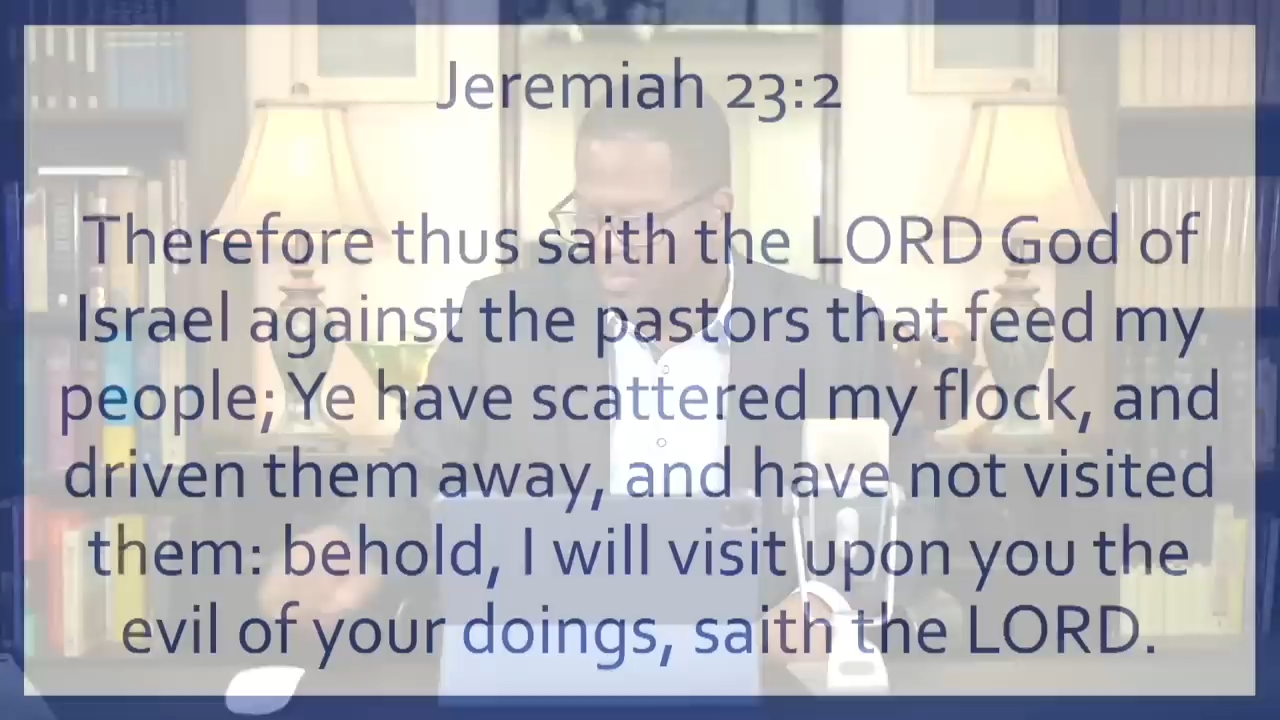 Jeremiah 23:2
Therefore thus saith the LORD God of
Israel against the pastors that feed my
people; Ye have scattered my flock, and
driven them away, and have not visited
them: behold, I will visit upon you the
evil of your doings, saith the LORD.